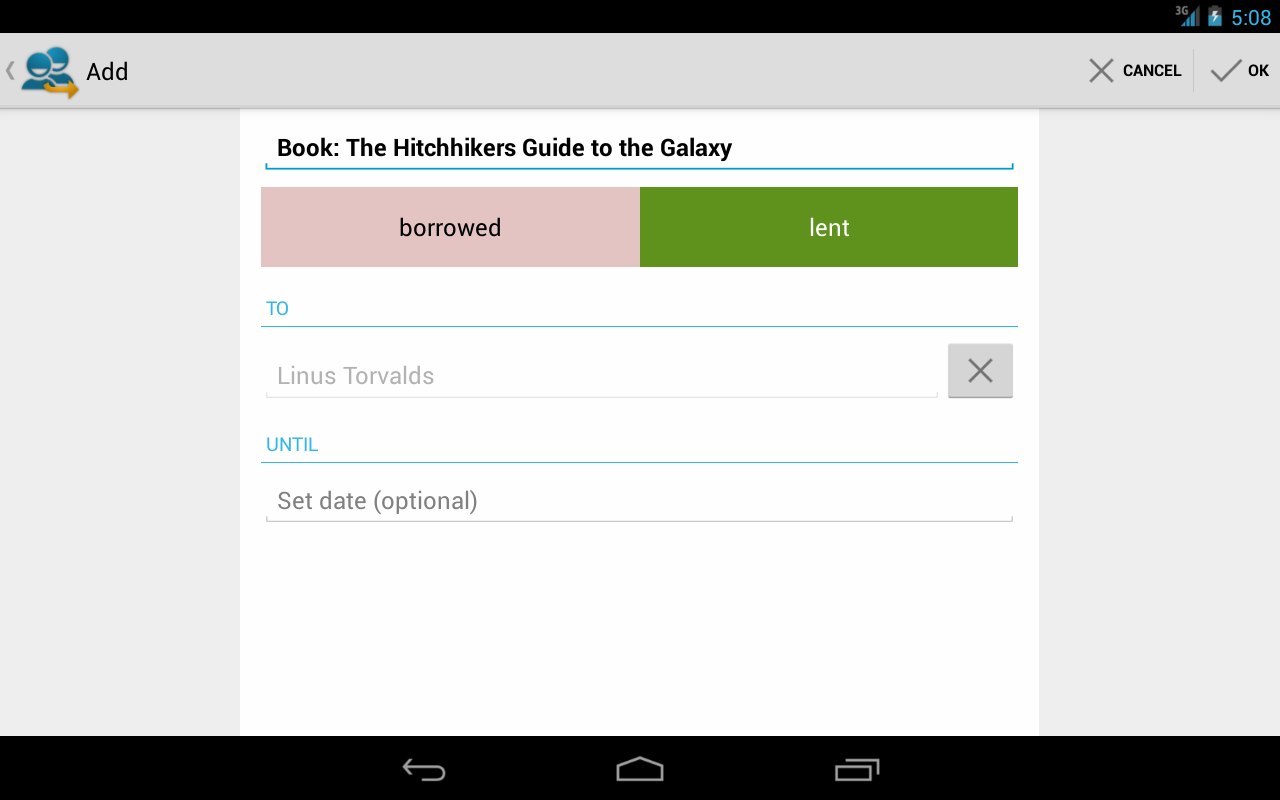 3G 5:08
Add CANCEL OK
Book: The Hitchhikers Guide to the Galaxy
borrowed lent
TO
Linus Torvalds
UNTIL
Set date (optional)